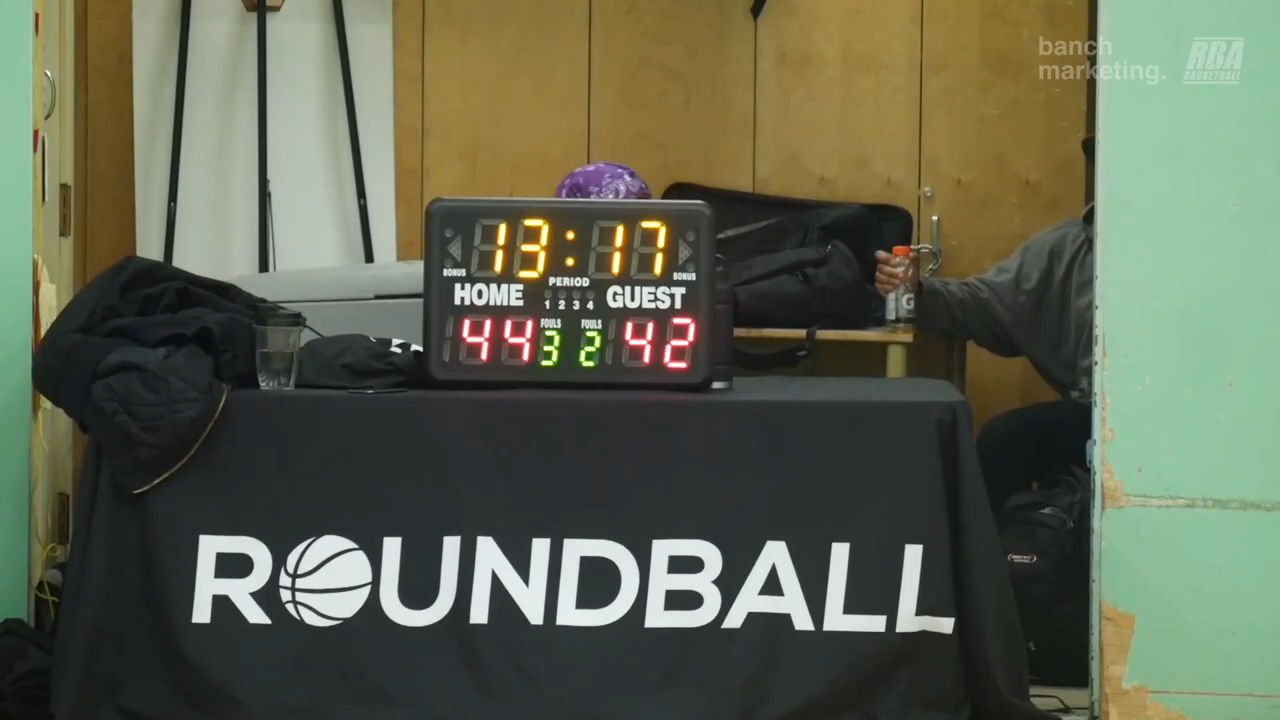 banch
marketing.
RBA
BASKETBALL
13:17
BONUS
PERIOD
BONUS
HOME
1 2 3 4
GUEST
44
FOULS
3
FOULS
2
42
G
ROUNDBALL